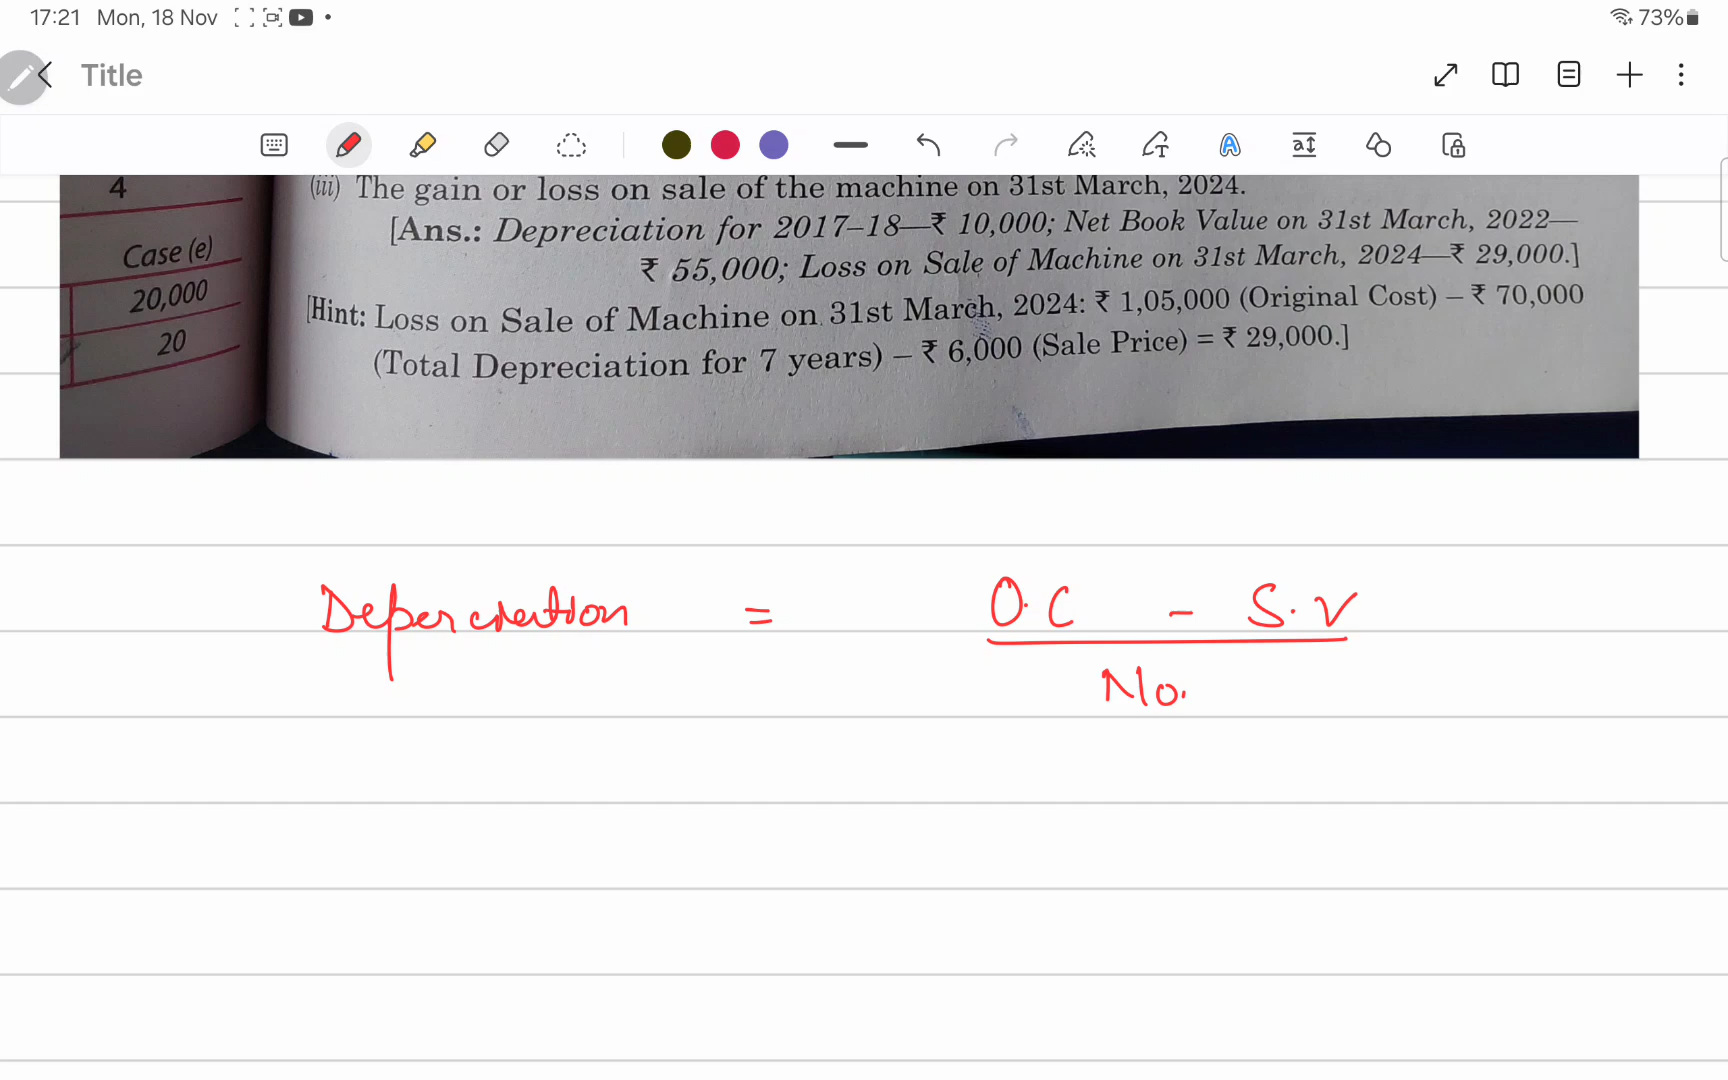 17:21 Mon, 18 Nov
73%
Title
4
Case (e)
20,000
20
(iii) The gain or loss on sale of the machine on 31st March, 2024.
[Ans.: Depreciation for 2017–18—₹ 10,000; Net Book Value on 31st March, 2022—
₹ 55,000; Loss on Sale of Machine on 31st March, 2024—₹ 29,000.]
[Hint: Loss on Sale of Machine on 31st March, 2024: ₹ 1,05,000 (Original Cost) – ₹ 70,000
(Total Depreciation for 7 years) – ₹ 6,000 (Sale Price) = ₹ 29,000.]
= O.C - S.V
No.